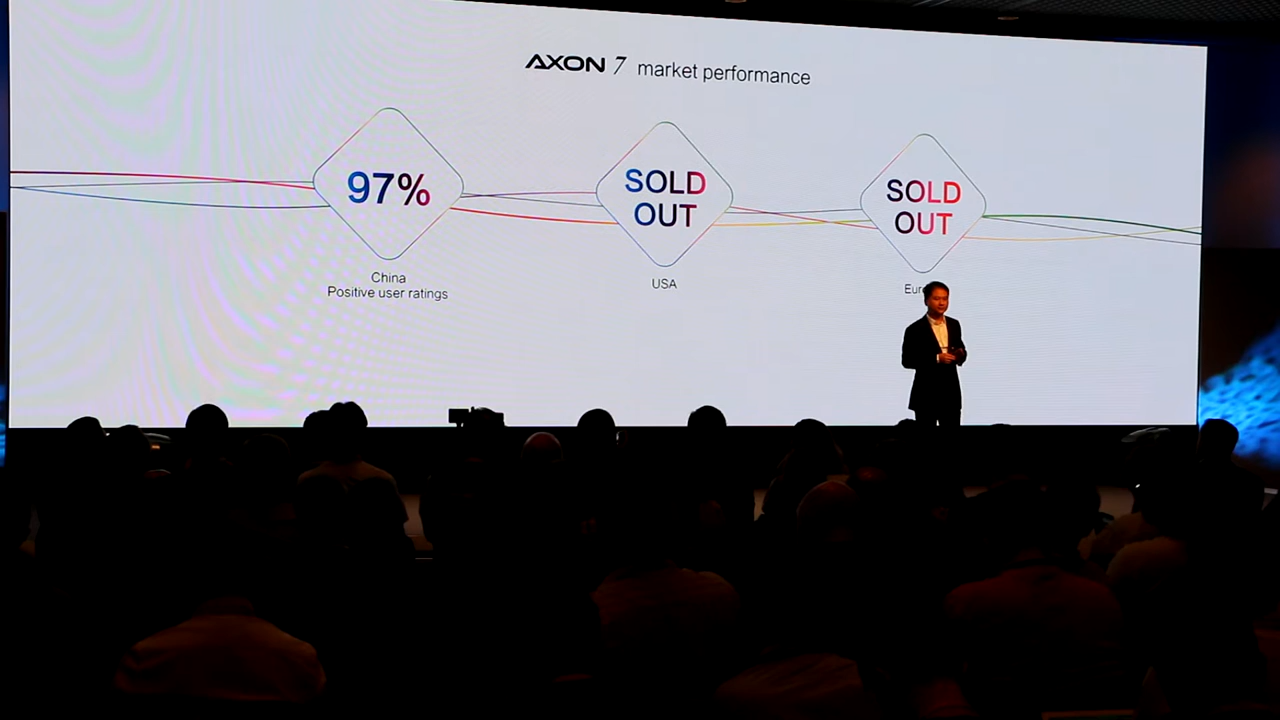 AXON 7 market performance
97%
China
Positive user ratings
SOLD
OUT
USA
SOLD
OUT